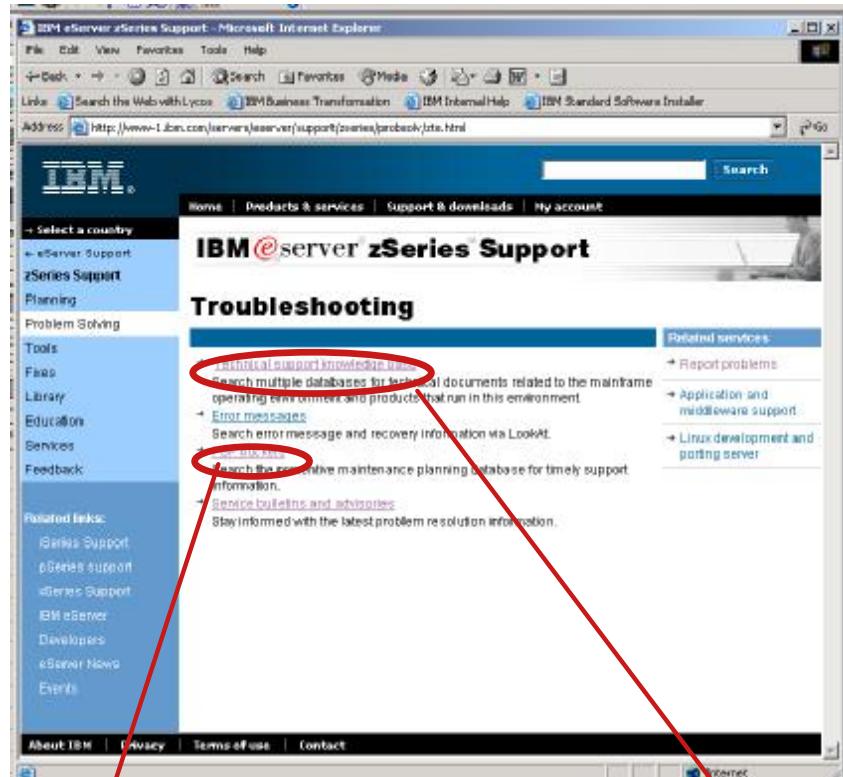 IBM eServer zSeries Support - Microsoft Internet Explorer
File Edit View Favorites Tools Help
Back Search Favorites Media
Links Search the Web with Lycos IBM Business Transformation IBM Internal Help IBM Standard Software Installer
Address http://www-1.ibm.com/servers/eserver/support/zseries/probsolv/zte.html Go
IBM®
Search
Home | Products & services | Support & downloads | My account
Select a country
eServer Support
zSeries Support
Planning
Problem Solving
Tools
Fixes
Library
Education
Services
Feedback
Related links:
iSeries Support
pSeries support
xSeries Support
IBM eServer
Developers
eServer News
Events
IBM @server zSeries Support
Troubleshooting
Technical support knowledge base
Search multiple databases for technical documents related to the mainframe
operating environment and products that run in this environment.
Error messages
Search error message and recovery information via LookAt.
PSP buckets
Search the preventive maintenance planning database for timely support
information.
Service bulletins and advisories
Stay informed with the latest problem resolution information.
Related services
Report problems
Application and
middleware support
Linux development and
porting server
About IBM | Privacy | Terms of use | Contact
Internet